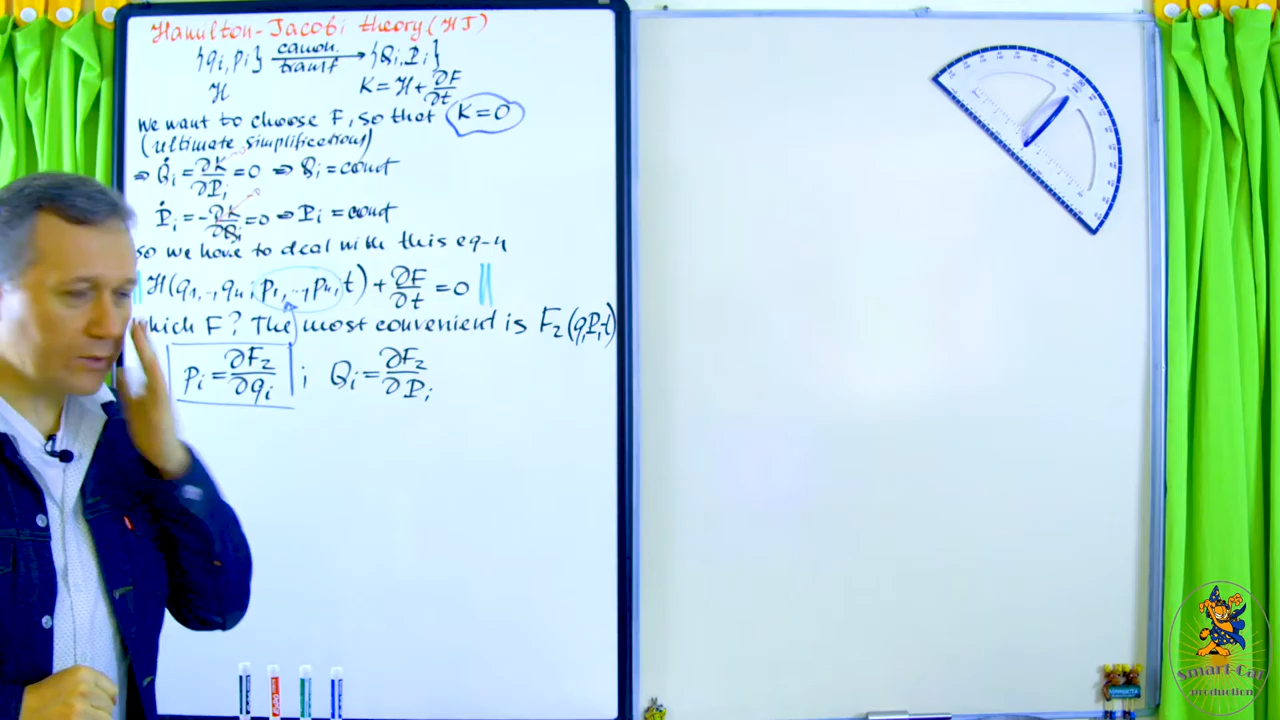 Hamilton-Jacobi theory (HJ)
{qi, pi} canon. transf → {Qi, Pi}
H K = H + ∂F/∂t
We want to choose F, so that K=0
(ultimate simplifications)
⇒ Q̇i = ∂K/∂Pi = 0 ⇒ Qi = const
Ṗi = -∂K/∂Qi = 0 ⇒ Pi = const
so we have to deal with this eq-n
H(q1,..,qn; p1,..,pn, t) + ∂F/∂t = 0
which F? The most convenient is F2(q,P,t)
pi = ∂F2/∂qi ; Qi = ∂F2/∂Pi
Smart Cat
production